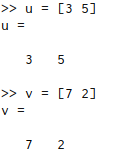 >> u = [3 5]
u =
3 5
>> v = [7 2]
v =
7 2